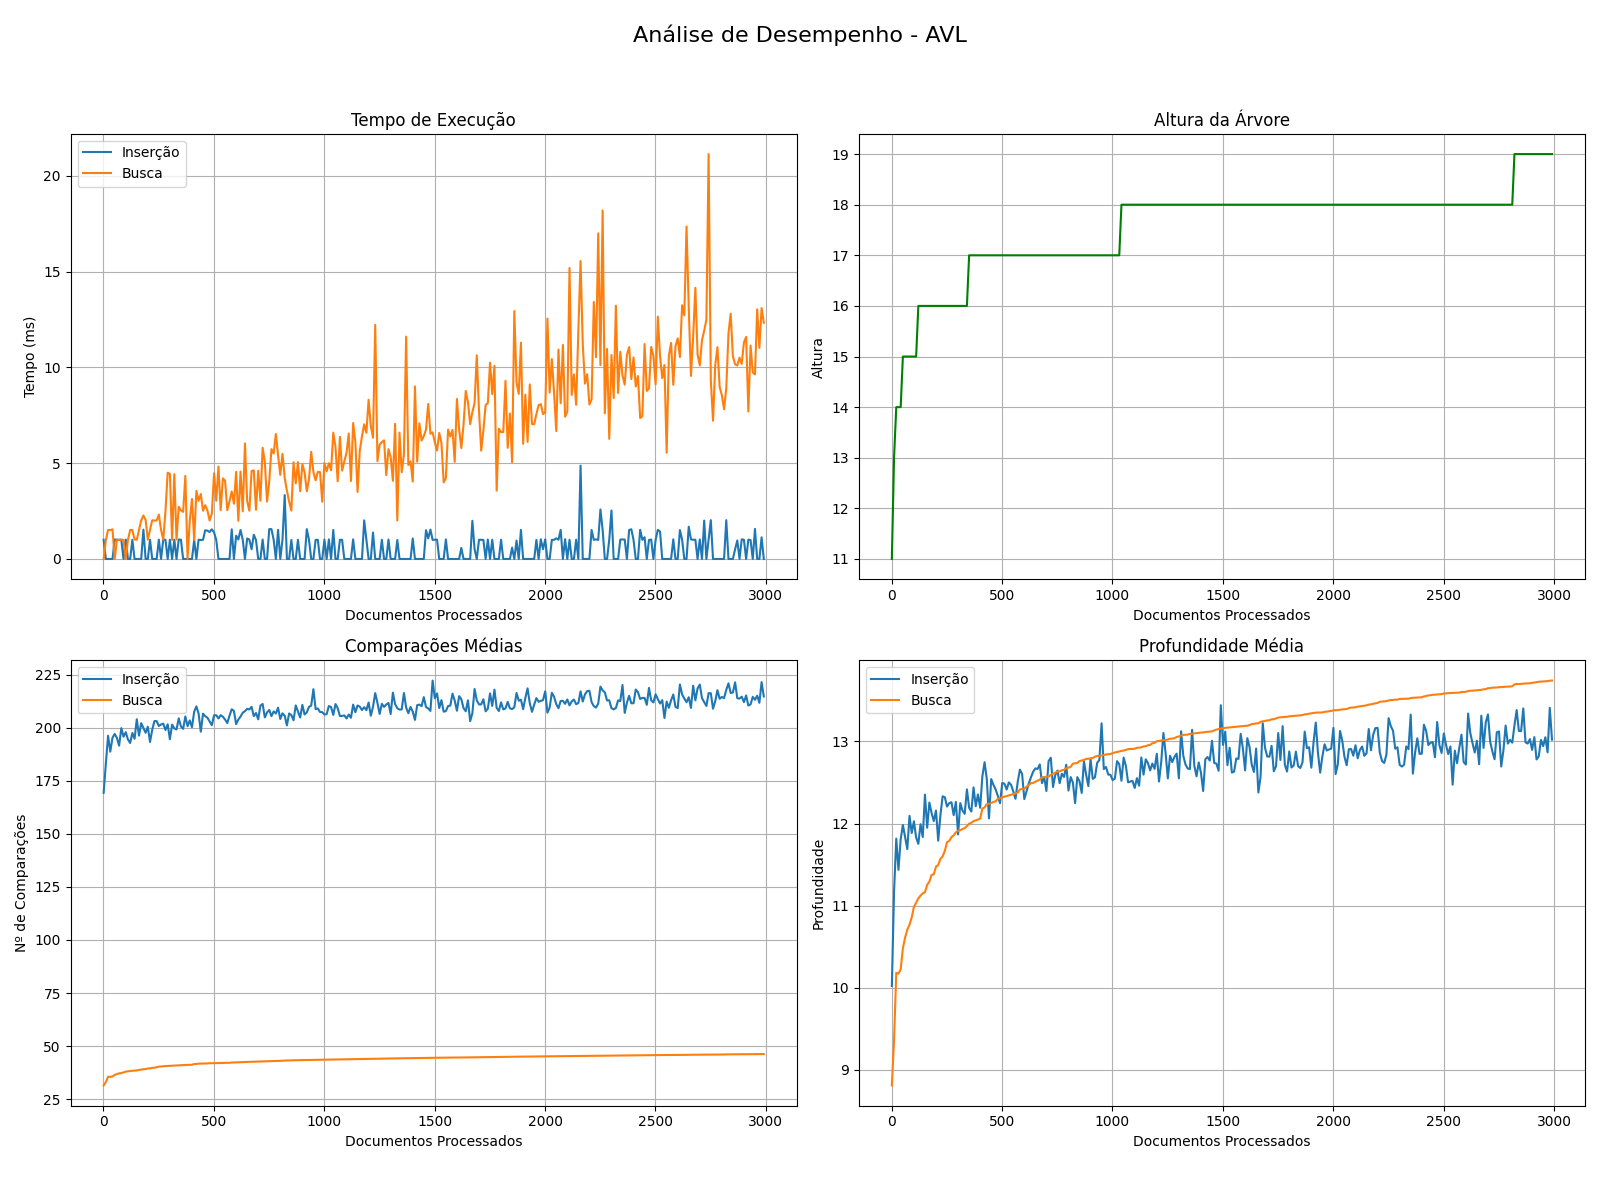 Análise de Desempenho - AVL
Tempo de Execução
Inserção
Busca
Tempo (ms)
20
15
10
5
0
0 500 1000 1500 2000 2500 3000
Documentos Processados
Altura da Árvore
Altura
19
18
17
16
15
14
13
12
11
0 500 1000 1500 2000 2500 3000
Documentos Processados
Comparações Médias
Inserção
Busca
Nº de Comparações
225
200
175
150
125
100
75
50
25
0 500 1000 1500 2000 2500 3000
Documentos Processados
Profundidade Média
Inserção
Busca
Profundidade
13
12
11
10
9
0 500 1000 1500 2000 2500 3000
Documentos Processados